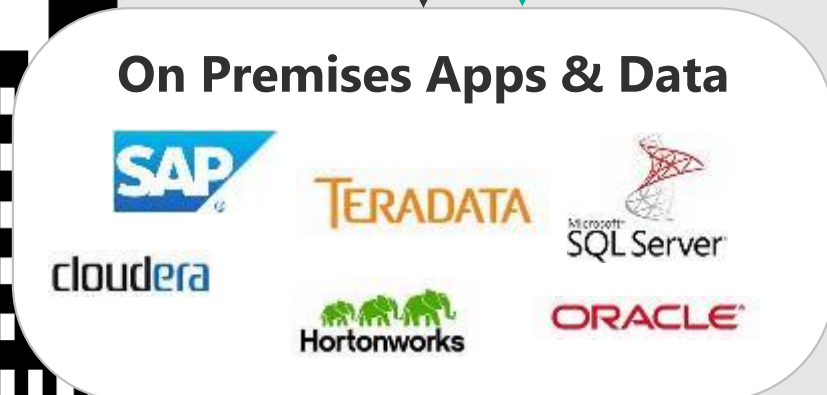 On Premises Apps & Data
SAP
TERADATA
Microsoft
SQL Server
cloudera
Hortonworks
ORACLE